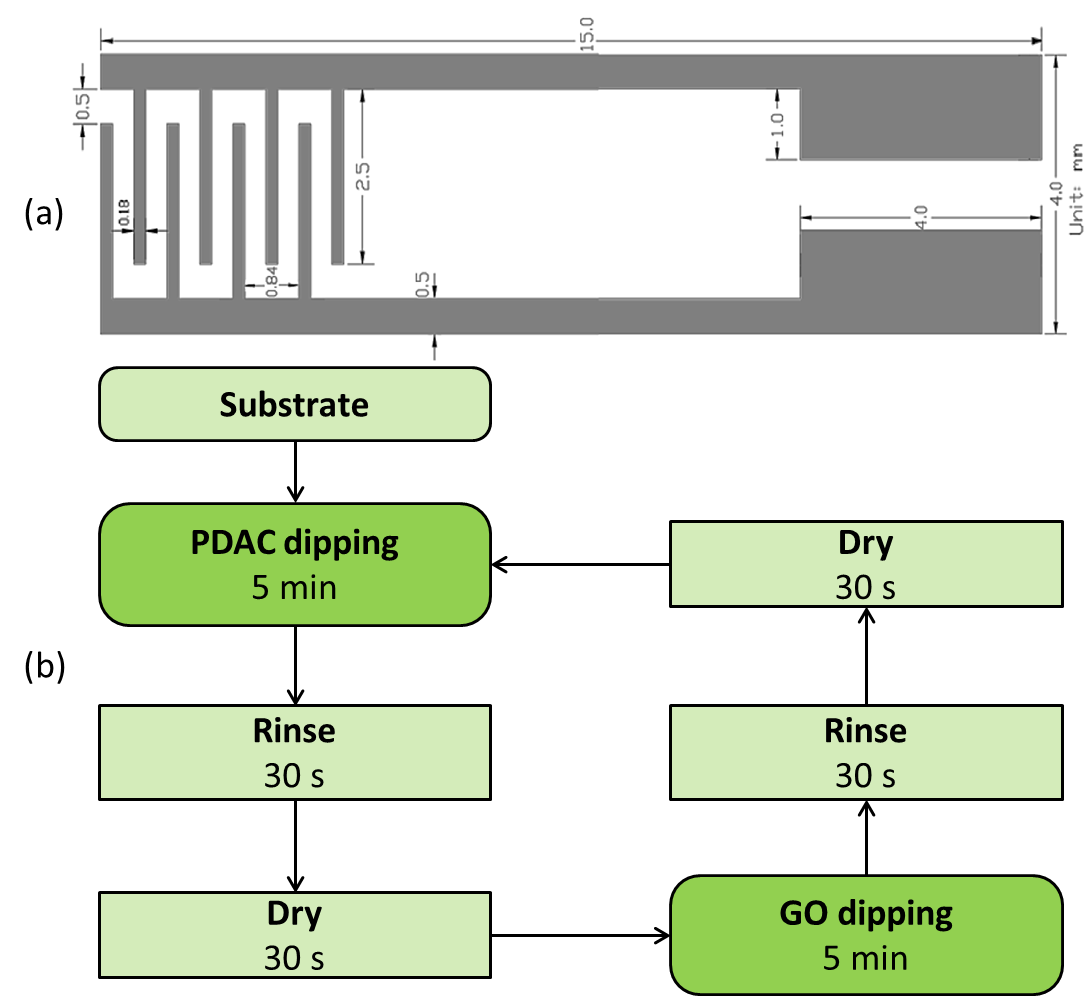 15.0
0.5
1.0
2.5
(a)
0.18
4.0
4.0
Unit: mm
0.84
0.5
Substrate
PDAC dipping
5 min
Dry
30 s
(b)
Rinse
30 s
Rinse
30 s
Dry
30 s
GO dipping
5 min